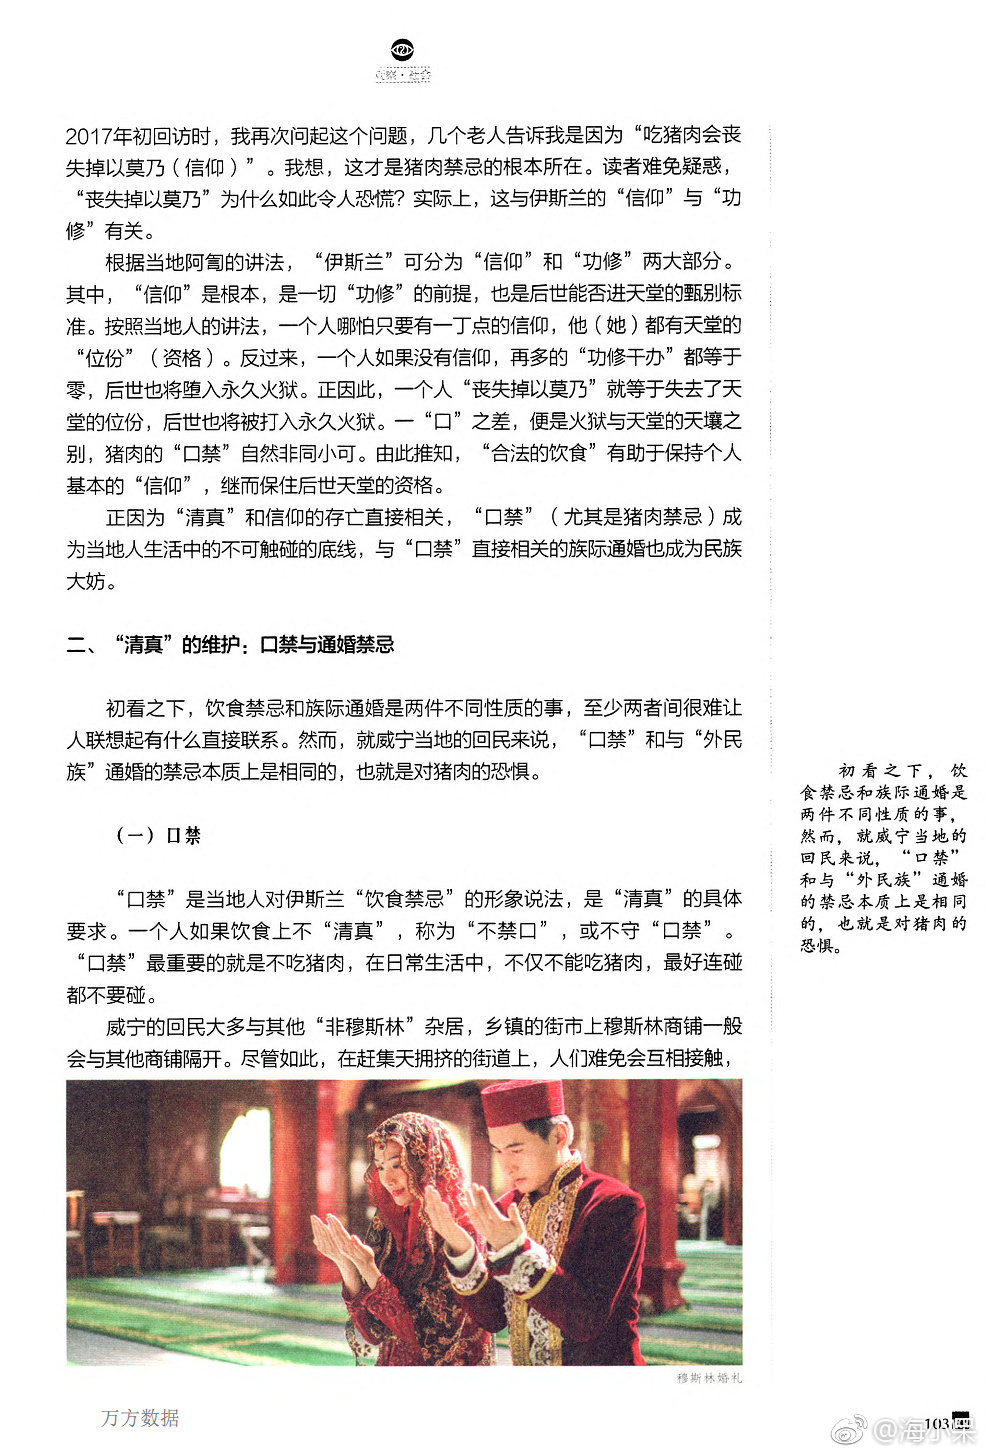 观察·社会
2017年初回访时，我再次问起这个问题，几个老人告诉我是因为“吃猪肉会丧
失掉以莫乃（信仰）”。我想，这才是猪肉禁忌的根本所在。读者难免疑惑，
“丧失掉以莫乃”为什么如此令人恐慌？实际上，这与伊斯兰的“信仰”与“功
修”有关。
根据当地阿訇的讲法，“伊斯兰”可分为“信仰”和“功修”两大部分。
其中，“信仰”是根本，是一切“功修”的前提，也是后世能否进天堂的甄别标
准。按照当地人的讲法，一个人哪怕只要有一丁点的信仰，他（她）都有天堂的
“位份”（资格）。反过来，一个人如果没有信仰，再多的“功修干办”都等于
零，后世也将堕入永久火狱。正因此，一个人“丧失掉以莫乃”就等于失去了天
堂的位份，后世也将被打入永久火狱。一“口”之差，便是火狱与天堂的天壤之
别，猪肉的“口禁”自然非同小可。由此推知，“合法的饮食”有助于保持个人
基本的“信仰”，继而保住后世天堂的资格。
正因为“清真”和信仰的存亡直接相关，“口禁”（尤其是猪肉禁忌）成
为当地人生活中的不可触碰的底线，与“口禁”直接相关的族际通婚也成为民族
大妨。
二、“清真”的维护：口禁与通婚禁忌
初看之下，饮食禁忌和族际通婚是两件不同性质的事，至少两者间很难让
人联想起有什么直接联系。然而，就威宁当地的回民来说，“口禁”和与“外民
族”通婚的禁忌本质上是相同的，也就是对猪肉的恐惧。
（一）口禁
“口禁”是当地人对伊斯兰“饮食禁忌”的形象说法，是“清真”的具体
要求。一个人如果饮食上不“清真”，称为“不禁口”，或不守“口禁”。
“口禁”最重要的就是不吃猪肉，在日常生活中，不仅不能吃猪肉，最好连碰
都不要碰。
威宁的回民大多与其他“非穆斯林”杂居，乡镇的街市上穆斯林商铺一般
会与其他商铺隔开。尽管如此，在赶集天拥挤的街道上，人们难免会互相接触，
初看之下，饮
食禁忌和族际通婚是
两件不同性质的事，
然而，就威宁当地的
回民来说，“口禁”
和与“外民族”通婚
的禁忌本质上是相同
的，也就是对猪肉的
恐惧。
穆斯林婚礼
万方数据
103
@海小呆